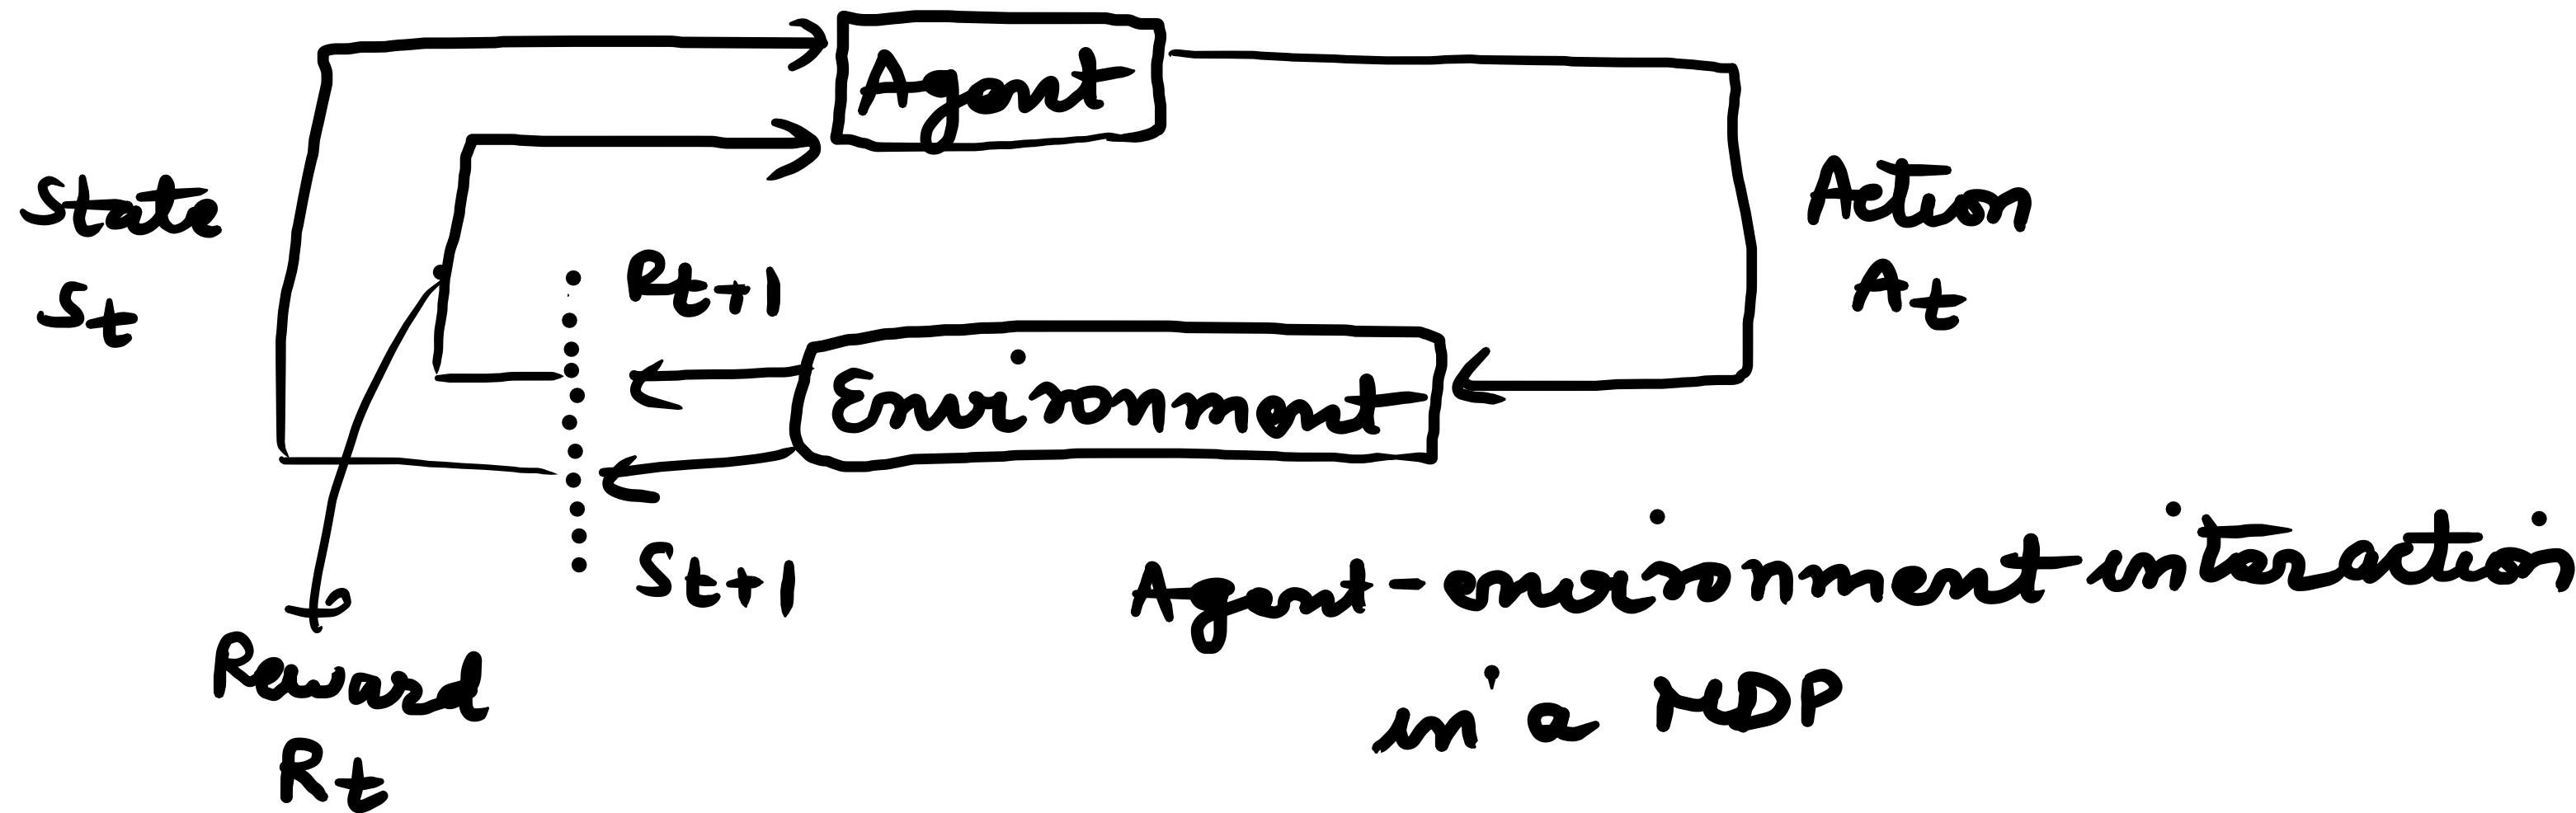 Agent
State
St
Action
At
Rt+1
Environment
St+1
Agent-environment interaction
in a MDP
Reward
Rt